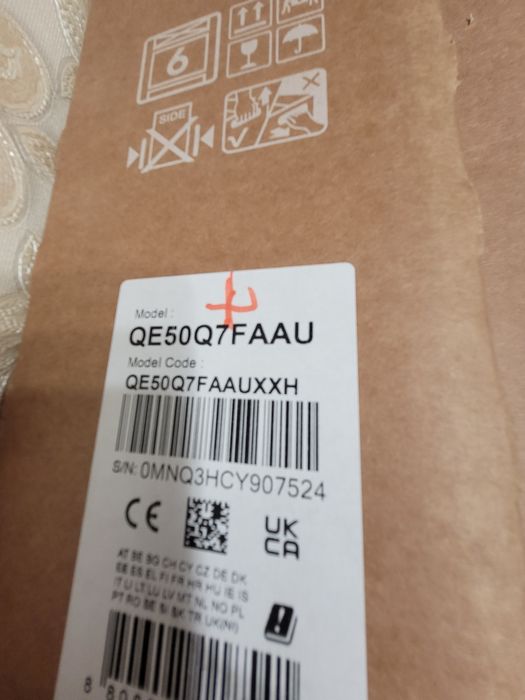 6
SIDE
Model :
QE50Q7FAAU
Model Code :
QE50Q7FAAUXXH
S/N: 0MNQ3HCY907524
CE
UK
CA
AT BE BG CH CY CZ DE DK
EE ES EL FI FR HR HU IE IS
IT LI LT LU LV MT NL NO PL
PT RO SE SI SK TR UK(NI)